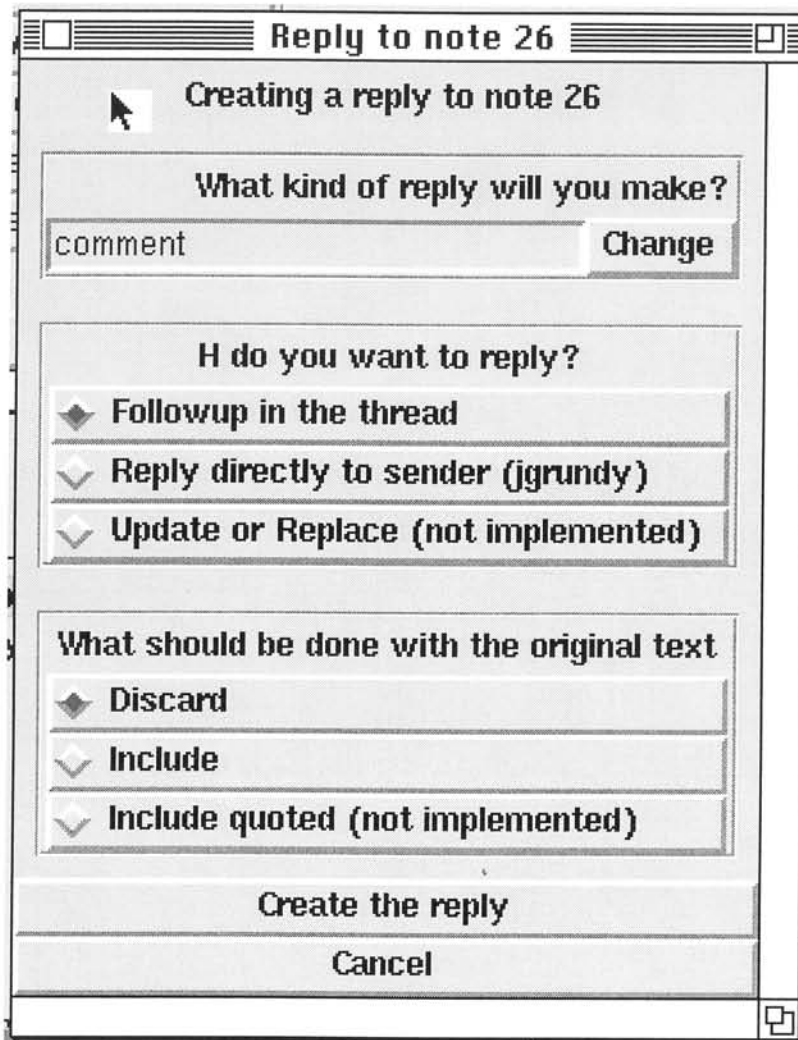 Reply to note 26
Creating a reply to note 26
What kind of reply will you make?
comment Change
H do you want to reply?
Followup in the thread
Reply directly to sender (jgrundy)
Update or Replace (not implemented)
What should be done with the original text
Discard
Include
Include quoted (not implemented)
Create the reply
Cancel